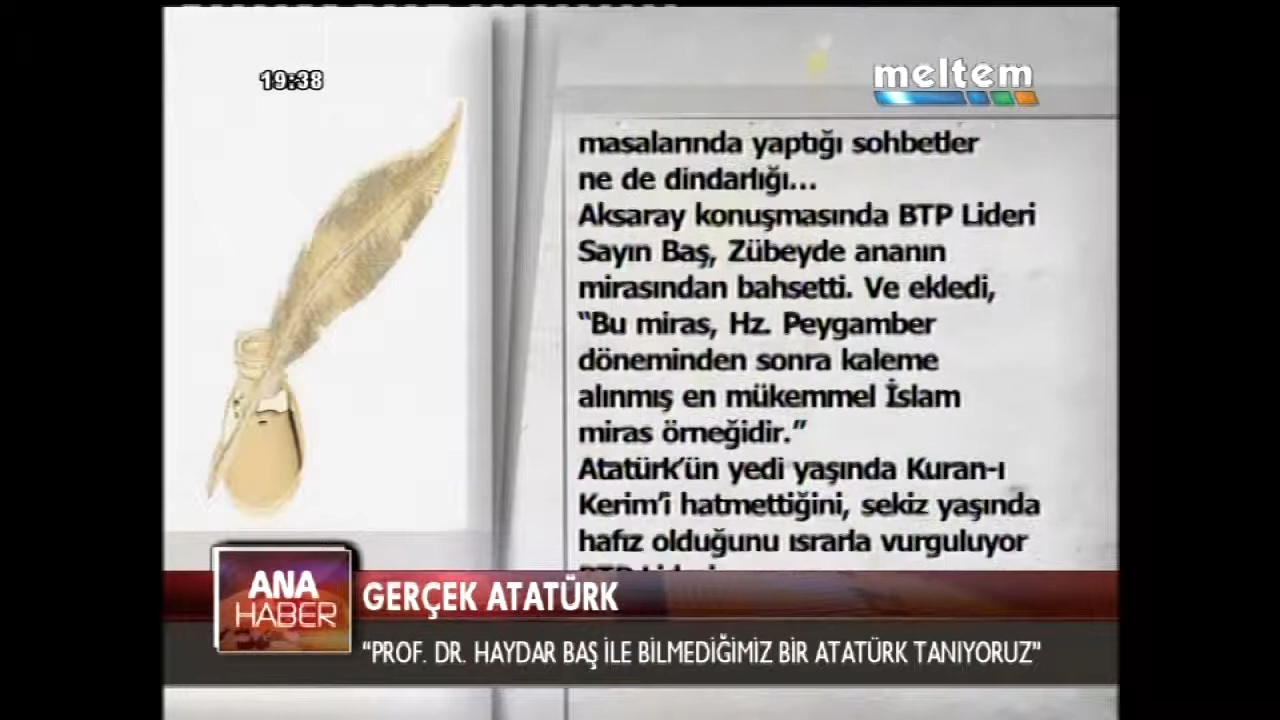 19:38
meltem
masalarında yaptığı sohbetler
ne de dindarlığı...
Aksaray konuşmasında BTP Lideri
Sayın Baş, Zübeyde ananın
mirasından bahsetti. Ve ekledi,
“Bu miras, Hz. Peygamber
döneminden sonra kaleme
alınmış en mükemmel İslam
miras örneğidir.”
Atatürk’ün yedi yaşında Kuran-ı
Kerim’i hatmettiğini, sekiz yaşında
hafız olduğunu ısrarla vurguluyor
ANA
HABER
GERÇEK ATATÜRK
"PROF. DR. HAYDAR BAŞ İLE BİLMEDİĞİMİZ BİR ATATÜRK TANIYORUZ"